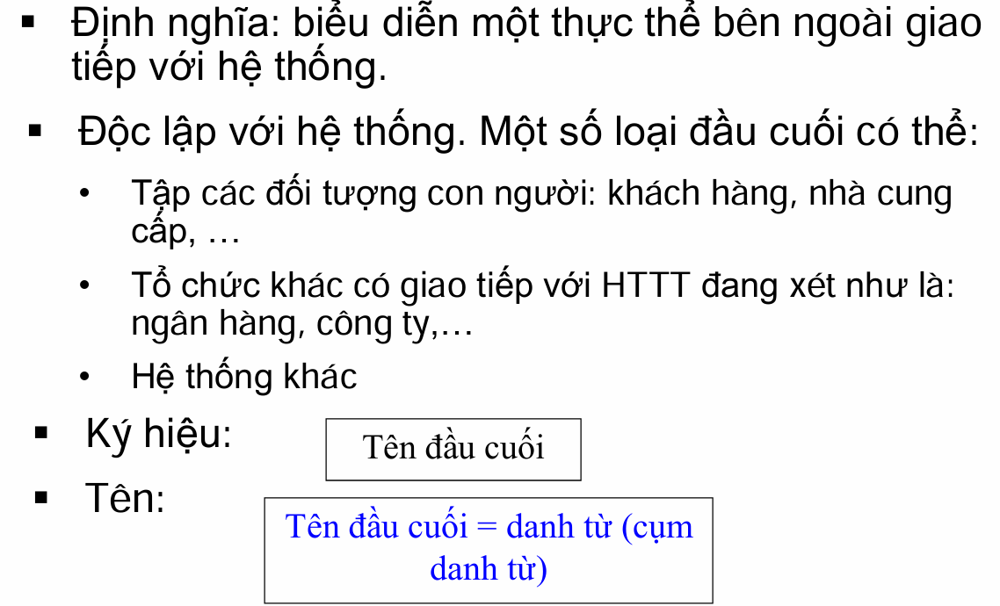 ▪ Định nghĩa: biểu diễn một thực thể bên ngoài giao
tiếp với hệ thống.
▪ Độc lập với hệ thống. Một số loại đầu cuối có thể:
• Tập các đối tượng con người: khách hàng, nhà cung
cấp, …
• Tổ chức khác có giao tiếp với HTTT đang xét như là:
ngân hàng, công ty,…
• Hệ thống khác
▪ Ký hiệu:
Tên đầu cuối
▪ Tên:
Tên đầu cuối = danh từ (cụm
danh từ)